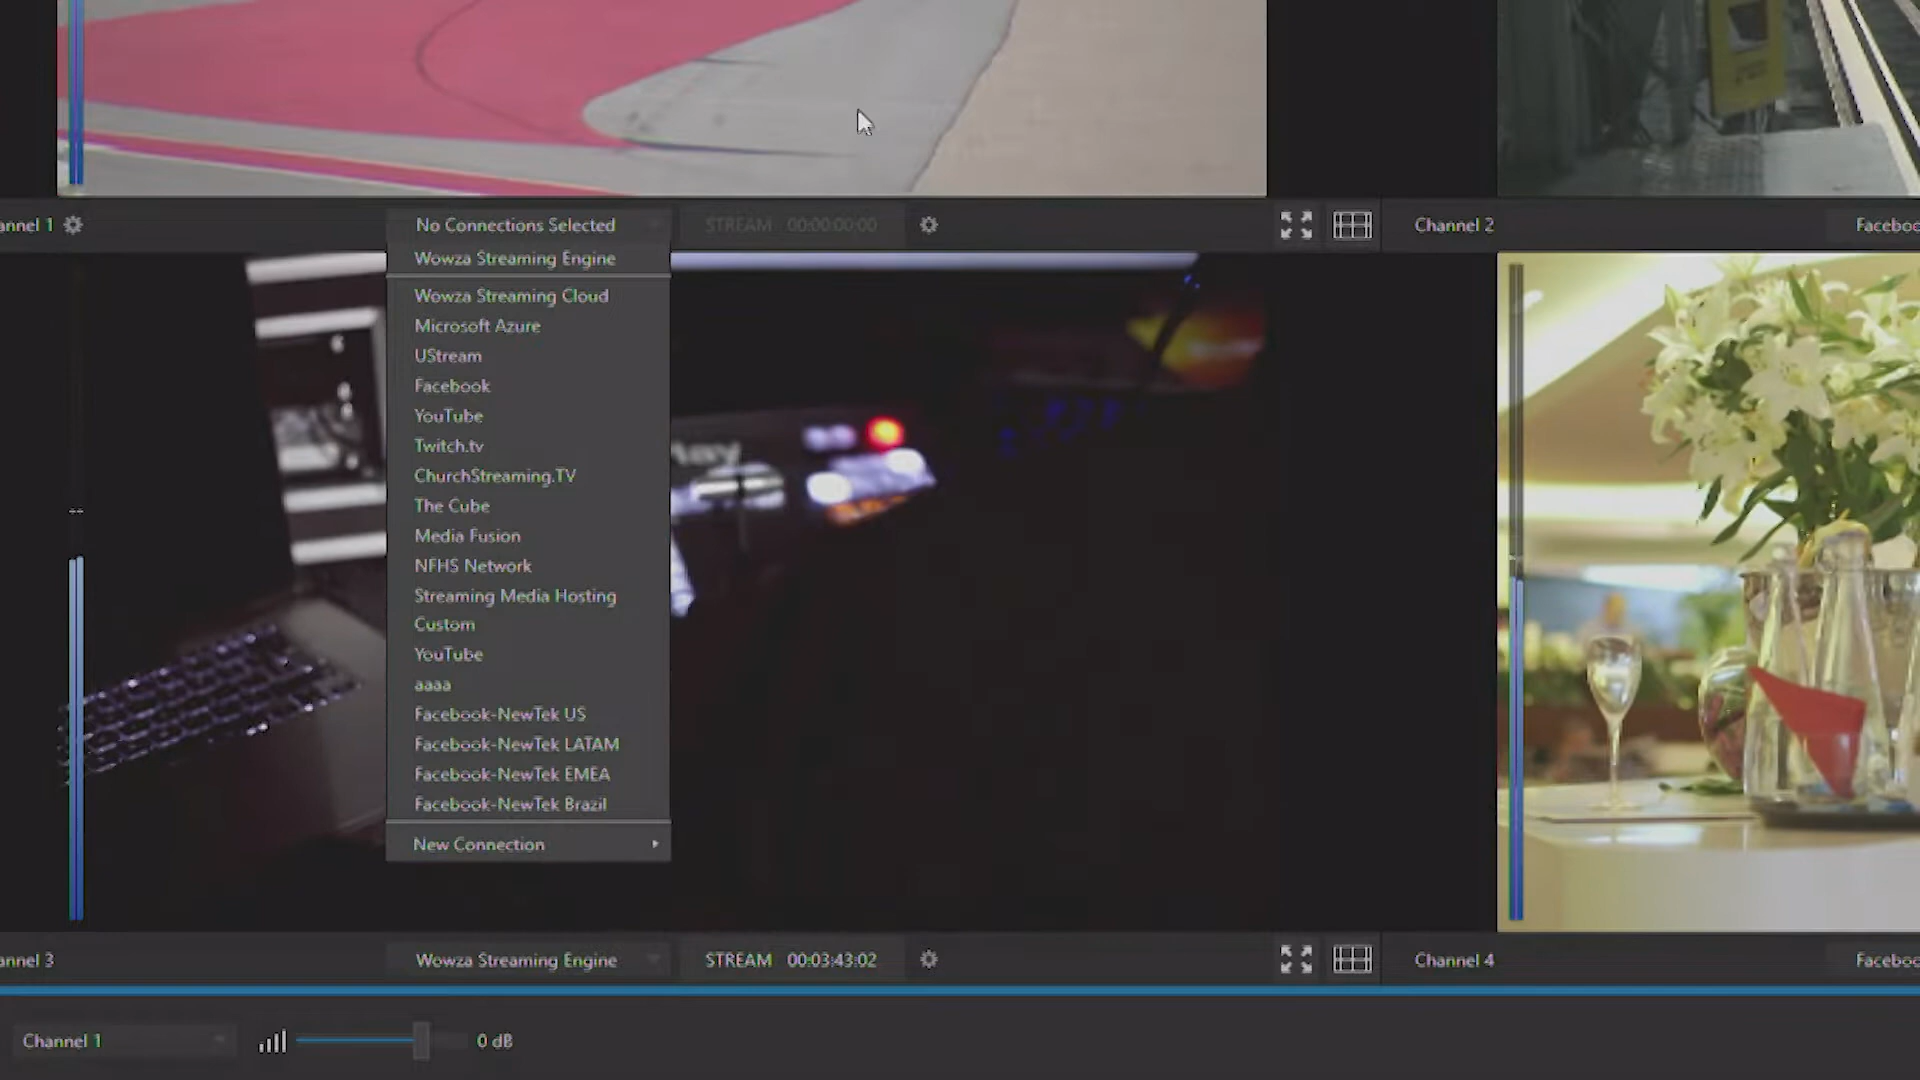 annel 1
No Connections Selected
STREAM 00:00:00:00
Channel 2
Faceboo
Wowza Streaming Engine
Wowza Streaming Cloud
Microsoft Azure
UStream
Facebook
YouTube
Twitch.tv
ChurchStreaming.TV
The Cube
Media Fusion
NFHS Network
Streaming Media Hosting
Custom
YouTube
aaaa
Facebook-NewTek US
Facebook-NewTek LATAM
Facebook-NewTek EMEA
Facebook-NewTek Brazil
New Connection
annel 3
Wowza Streaming Engine
STREAM 00:03:43:02
Channel 4
Faceboo
Channel 1
0 dB